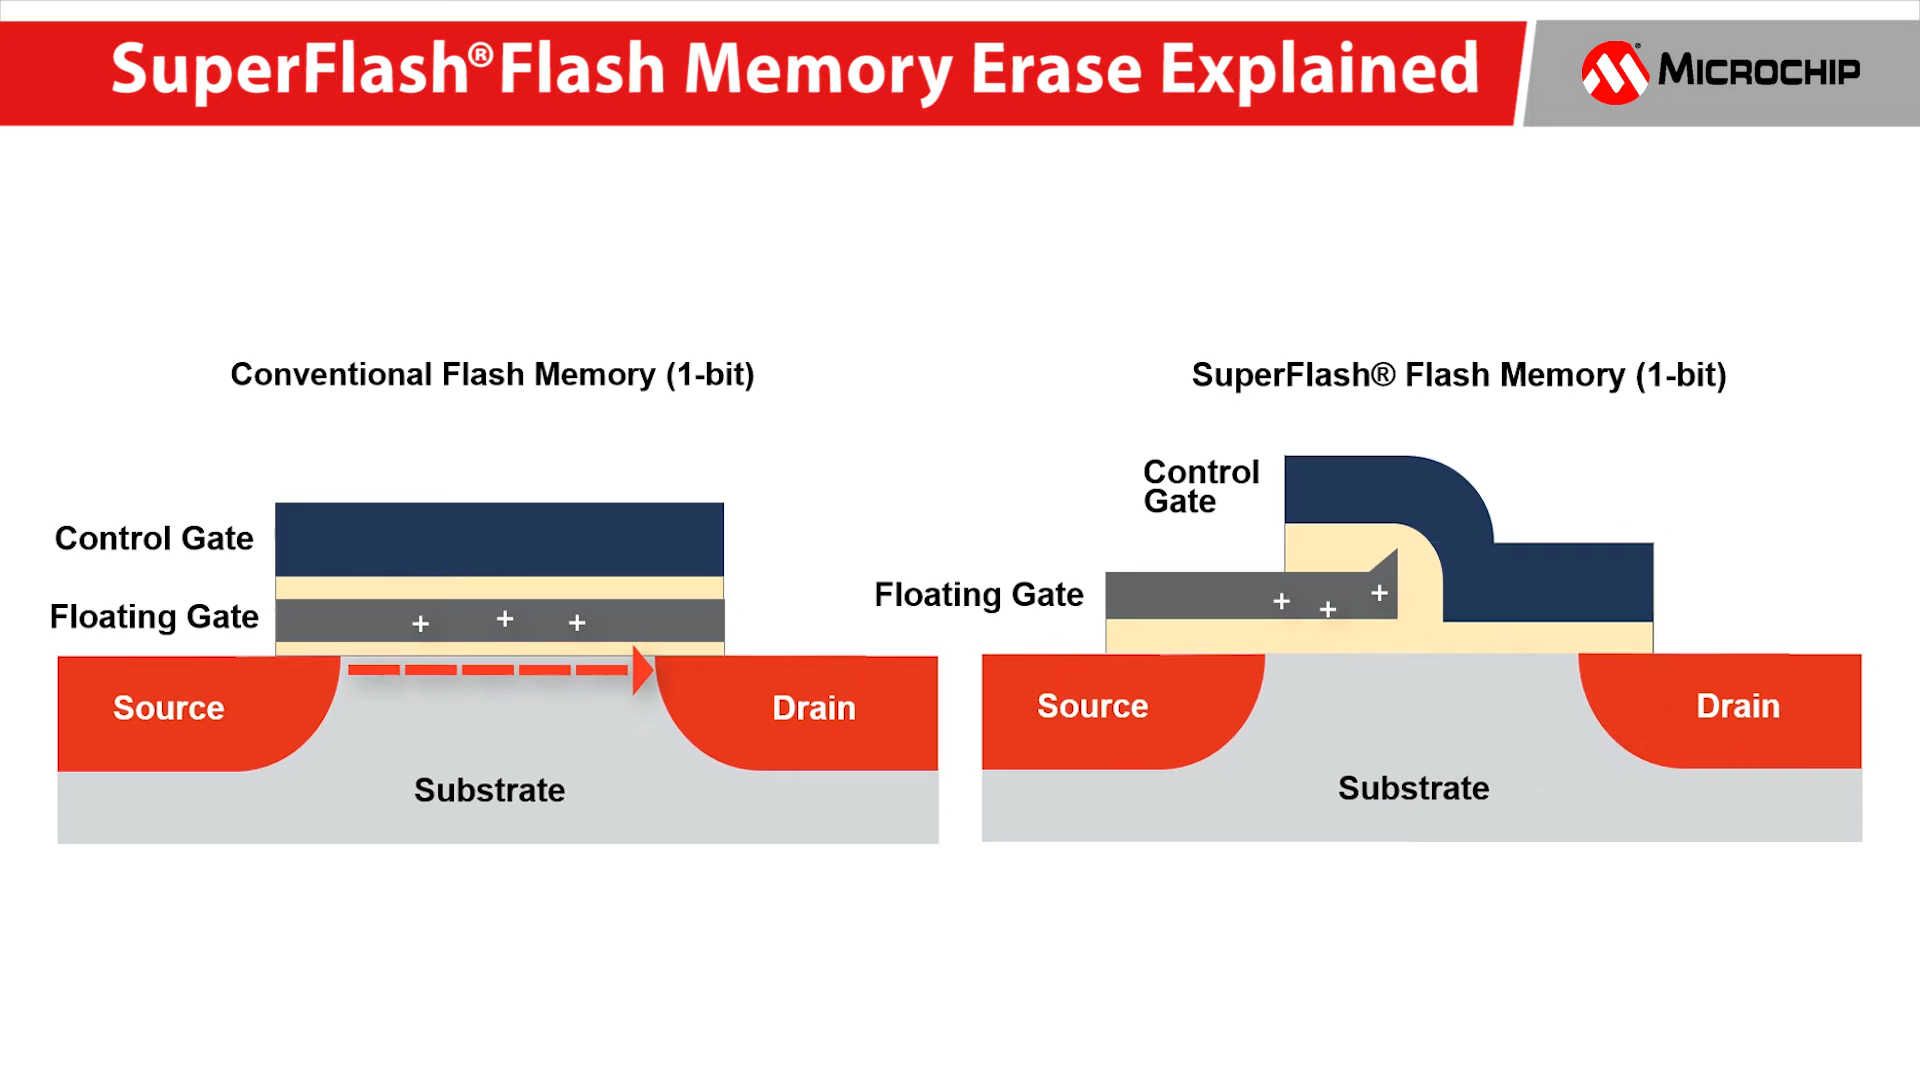 SuperFlash® Flash Memory Erase Explained
MICROCHIP
Conventional Flash Memory (1-bit)
Control Gate
Floating Gate
+ + +
Source
Drain
Substrate
SuperFlash® Flash Memory (1-bit)
Control
Gate
Floating Gate
+ + +
Source
Drain
Substrate